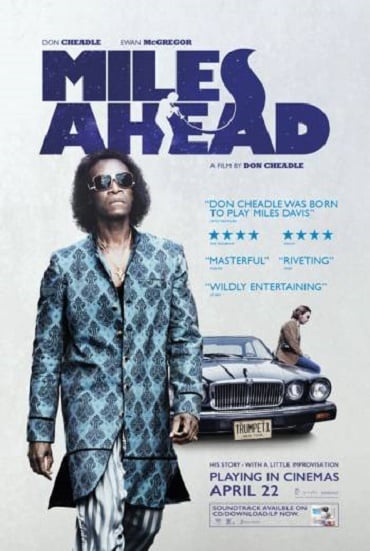 DON CHEADLE EWAN McGREGOR
MILES
AHEAD
A FILM BY DON CHEADLE
"DON CHEADLE WAS BORN
TO PLAY MILES DAVIS"
"MASTERFUL" "RIVETING"
"WILDLY ENTERTAINING"
TRUMPET1
HIS STORY - WITH A LITTLE IMPROVISATION
PLAYING IN CINEMAS
APRIL 22
SOUNDTRACK AVAILABLE ON
CD/DOWNLOAD/LP NOW.